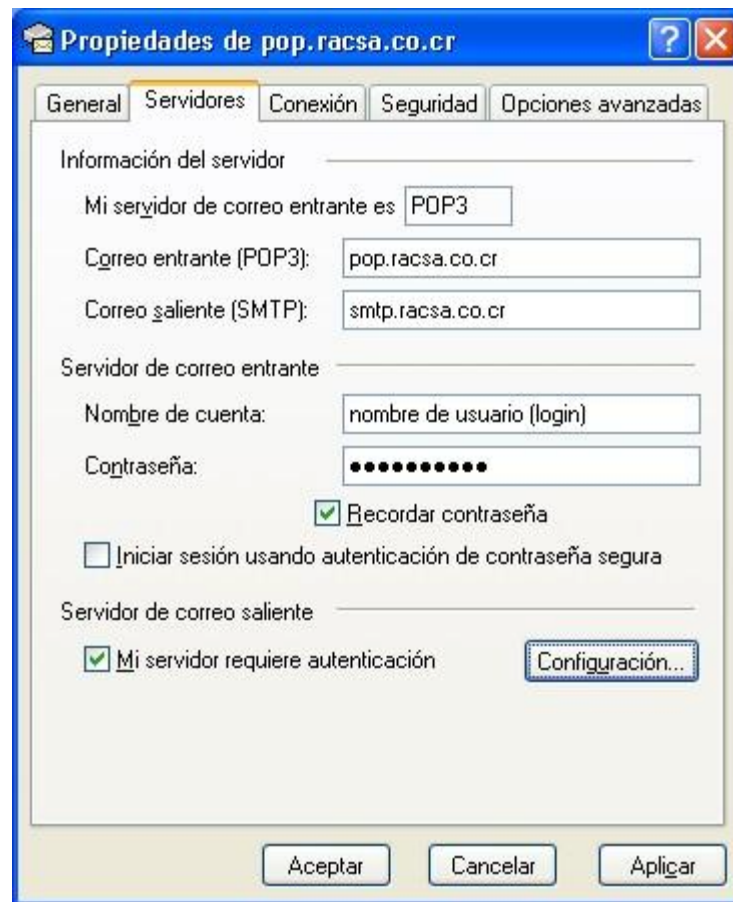 Propiedades de pop.racsa.co.cr
General Servidores Conexión Seguridad Opciones avanzadas
Información del servidor
Mi servidor de correo entrante es POP3
Correo entrante (POP3): pop.racsa.co.cr
Correo saliente (SMTP): smtp.racsa.co.cr
Servidor de correo entrante
Nombre de cuenta: nombre de usuario (login)
Contraseña: ●●●●●●●●●●
Recordar contraseña
Iniciar sesión usando autenticación de contraseña segura
Servidor de correo saliente
Mi servidor requiere autenticación Configuración...
Aceptar Cancelar Aplicar